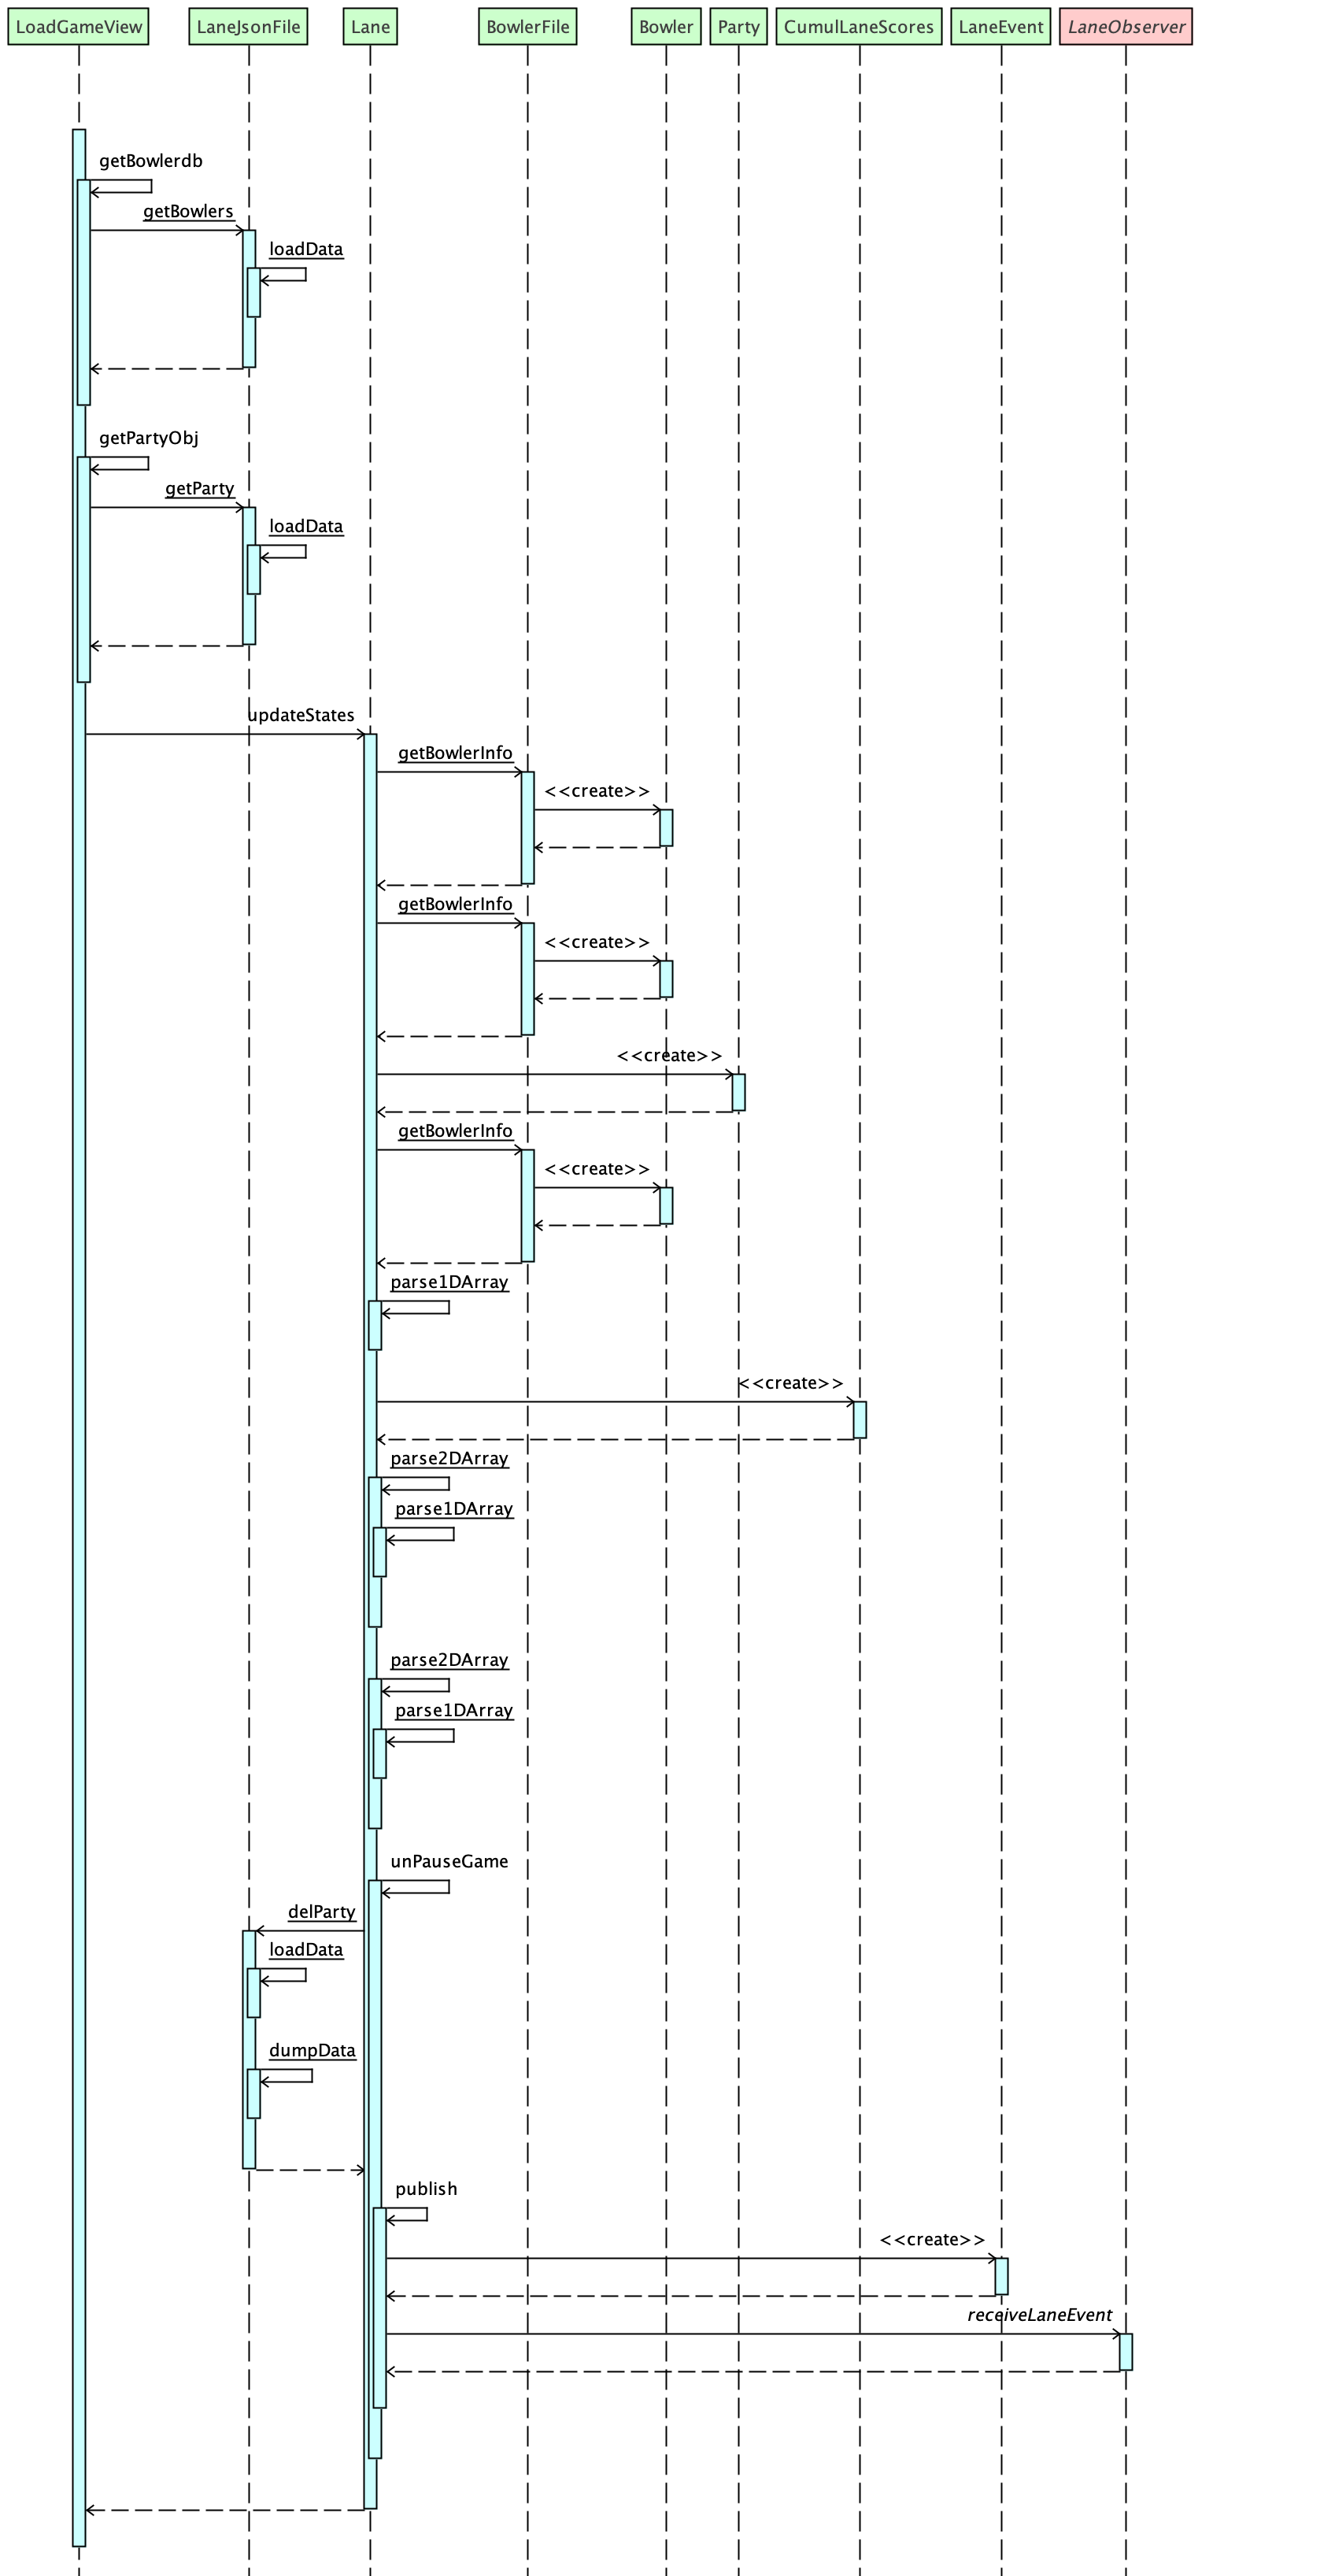 LoadGameView LaneJsonFile Lane BowlerFile Bowler Party CumulLaneScores LaneEvent LaneObserver
getBowlerdb
getBowlers
loadData
getPartyObj
getParty
loadData
updateStates
getBowlerInfo
<<create>>
getBowlerInfo
<<create>>
<<create>>
getBowlerInfo
<<create>>
parse1DArray
<<create>>
parse2DArray
parse1DArray
parse2DArray
parse1DArray
unPauseGame
delParty
loadData
dumpData
publish
<<create>>
receiveLaneEvent